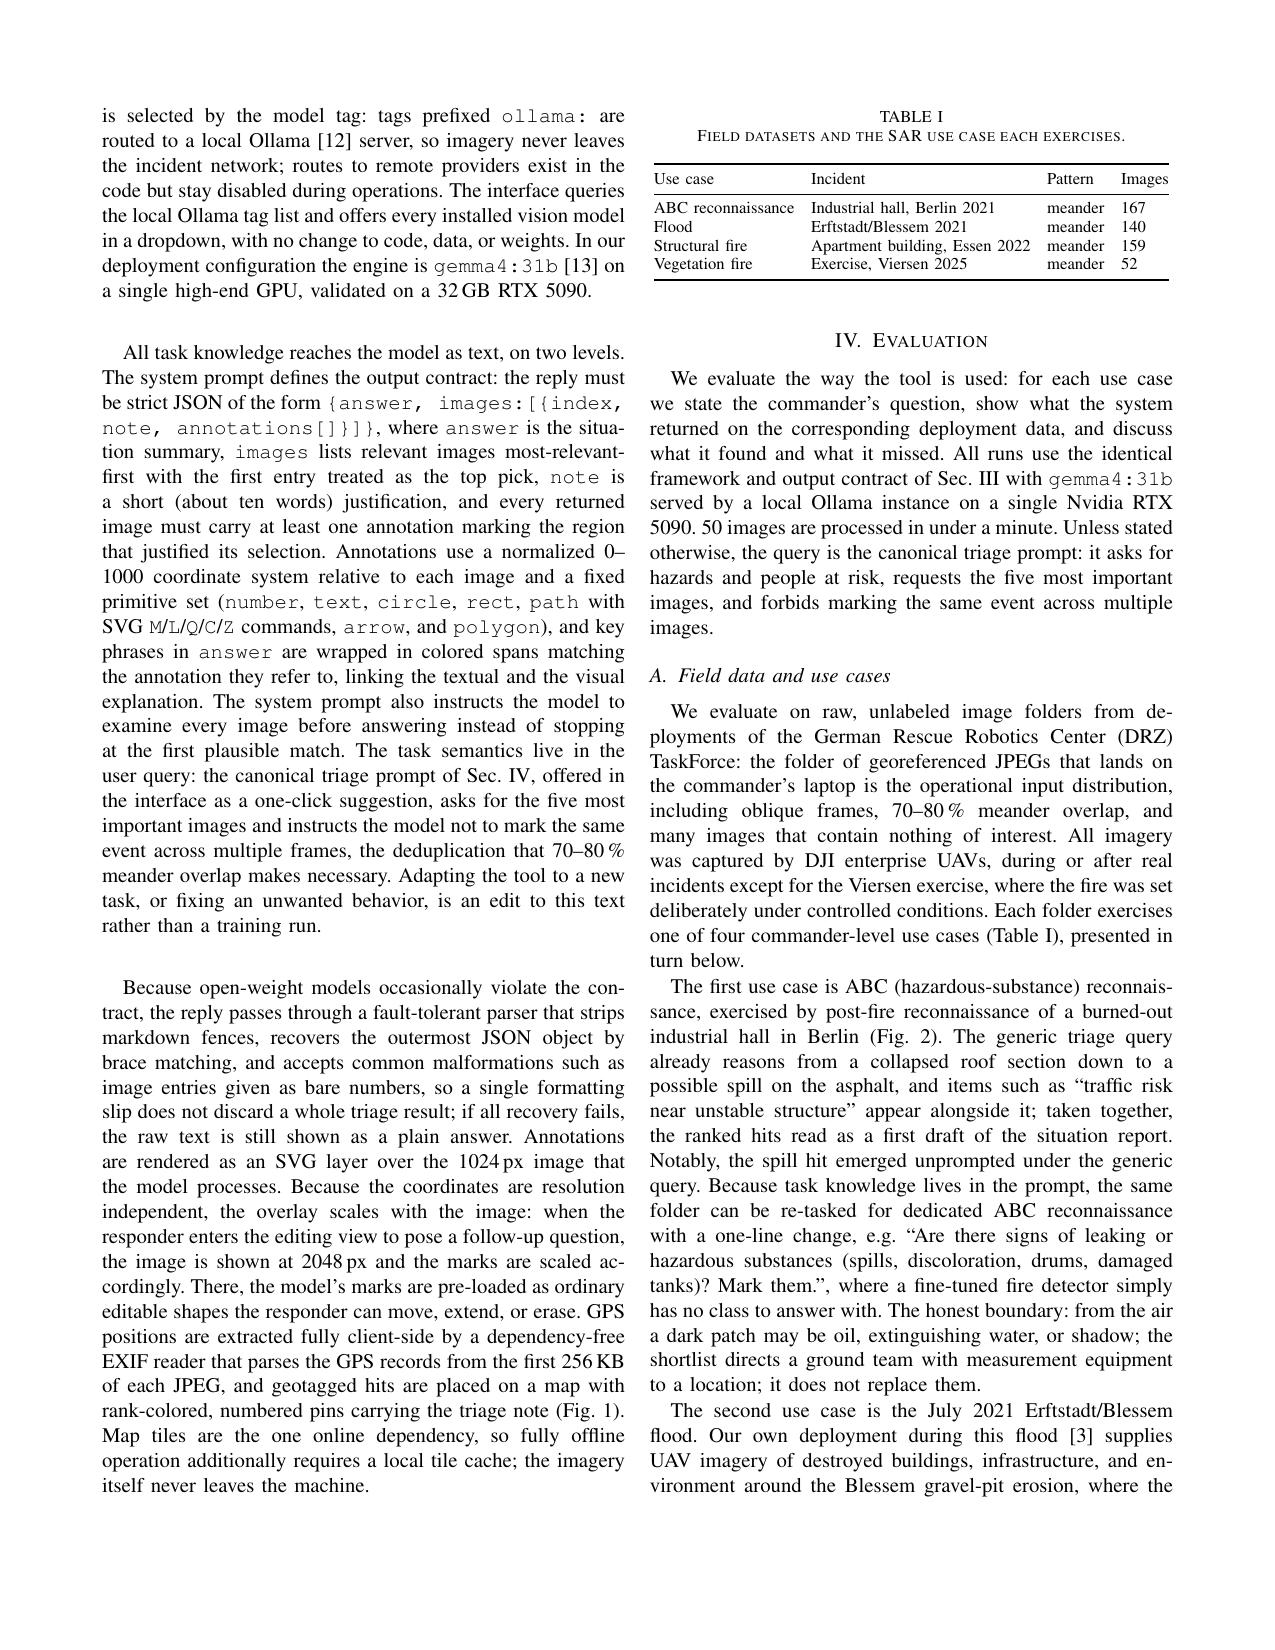 is selected by the model tag: tags prefixed ollama: are
routed to a local Ollama [12] server, so imagery never leaves
the incident network; routes to remote providers exist in the
code but stay disabled during operations. The interface queries
the local Ollama tag list and offers every installed vision model
in a dropdown, with no change to code, data, or weights. In our
deployment configuration the engine is gemma4:31b [13] on
a single high-end GPU, validated on a 32 GB RTX 5090.
All task knowledge reaches the model as text, on two levels.
The system prompt defines the output contract: the reply must
be strict JSON of the form {answer, images:[{index,
note, annotations[]}]}, where answer is the situa-
tion summary, images lists relevant images most-relevant-
first with the first entry treated as the top pick, note is
a short (about ten words) justification, and every returned
image must carry at least one annotation marking the region
that justified its selection. Annotations use a normalized 0–
1000 coordinate system relative to each image and a fixed
primitive set (number, text, circle, rect, path with
SVG M/L/Q/C/Z commands, arrow, and polygon), and key
phrases in answer are wrapped in colored spans matching
the annotation they refer to, linking the textual and the visual
explanation. The system prompt also instructs the model to
examine every image before answering instead of stopping
at the first plausible match. The task semantics live in the
user query: the canonical triage prompt of Sec. IV, offered in
the interface as a one-click suggestion, asks for the five most
important images and instructs the model not to mark the same
event across multiple frames, the deduplication that 70–80 %
meander overlap makes necessary. Adapting the tool to a new
task, or fixing an unwanted behavior, is an edit to this text
rather than a training run.
Because open-weight models occasionally violate the con-
tract, the reply passes through a fault-tolerant parser that strips
markdown fences, recovers the outermost JSON object by
brace matching, and accepts common malformations such as
image entries given as bare numbers, so a single formatting
slip does not discard a whole triage result; if all recovery fails,
the raw text is still shown as a plain answer. Annotations
are rendered as an SVG layer over the 1024 px image that
the model processes. Because the coordinates are resolution
independent, the overlay scales with the image: when the
responder enters the editing view to pose a follow-up question,
the image is shown at 2048 px and the marks are scaled ac-
cordingly. There, the model's marks are pre-loaded as ordinary
editable shapes the responder can move, extend, or erase. GPS
positions are extracted fully client-side by a dependency-free
EXIF reader that parses the GPS records from the first 256 KB
of each JPEG, and geotagged hits are placed on a map with
rank-colored, numbered pins carrying the triage note (Fig. 1).
Map tiles are the one online dependency, so fully offline
operation additionally requires a local tile cache; the imagery
itself never leaves the machine.
TABLE I
FIELD DATASETS AND THE SAR USE CASE EACH EXERCISES.
Use case Incident Pattern Images
ABC reconnaissance Industrial hall, Berlin 2021 meander 167
Flood Erftstadt/Blessem 2021 meander 140
Structural fire Apartment building, Essen 2022 meander 159
Vegetation fire Exercise, Viersen 2025 meander 52
IV. EVALUATION
We evaluate the way the tool is used: for each use case
we state the commander's question, show what the system
returned on the corresponding deployment data, and discuss
what it found and what it missed. All runs use the identical
framework and output contract of Sec. III with gemma4:31b
served by a local Ollama instance on a single Nvidia RTX
5090. 50 images are processed in under a minute. Unless stated
otherwise, the query is the canonical triage prompt: it asks for
hazards and people at risk, requests the five most important
images, and forbids marking the same event across multiple
images.
A. Field data and use cases
We evaluate on raw, unlabeled image folders from de-
ployments of the German Rescue Robotics Center (DRZ)
TaskForce: the folder of georeferenced JPEGs that lands on
the commander's laptop is the operational input distribution,
including oblique frames, 70–80 % meander overlap, and
many images that contain nothing of interest. All imagery
was captured by DJI enterprise UAVs, during or after real
incidents except for the Viersen exercise, where the fire was set
deliberately under controlled conditions. Each folder exercises
one of four commander-level use cases (Table I), presented in
turn below.
The first use case is ABC (hazardous-substance) reconnais-
sance, exercised by post-fire reconnaissance of a burned-out
industrial hall in Berlin (Fig. 2). The generic triage query
already reasons from a collapsed roof section down to a
possible spill on the asphalt, and items such as “traffic risk
near unstable structure” appear alongside it; taken together,
the ranked hits read as a first draft of the situation report.
Notably, the spill hit emerged unprompted under the generic
query. Because task knowledge lives in the prompt, the same
folder can be re-tasked for dedicated ABC reconnaissance
with a one-line change, e.g. “Are there signs of leaking or
hazardous substances (spills, discoloration, drums, damaged
tanks)? Mark them.”, where a fine-tuned fire detector simply
has no class to answer with. The honest boundary: from the air
a dark patch may be oil, extinguishing water, or shadow; the
shortlist directs a ground team with measurement equipment
to a location; it does not replace them.
The second use case is the July 2021 Erftstadt/Blessem
flood. Our own deployment during this flood [3] supplies
UAV imagery of destroyed buildings, infrastructure, and en-
vironment around the Blessem gravel-pit erosion, where the